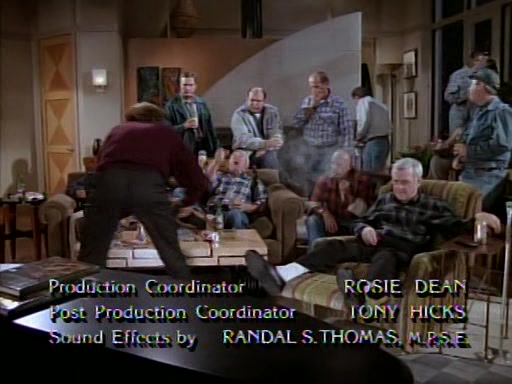 Production Coordinator ROSIE DEAN
Post Production Coordinator TONY HICKS
Sound Effects by RANDAL S. THOMAS, M.P.S.E.